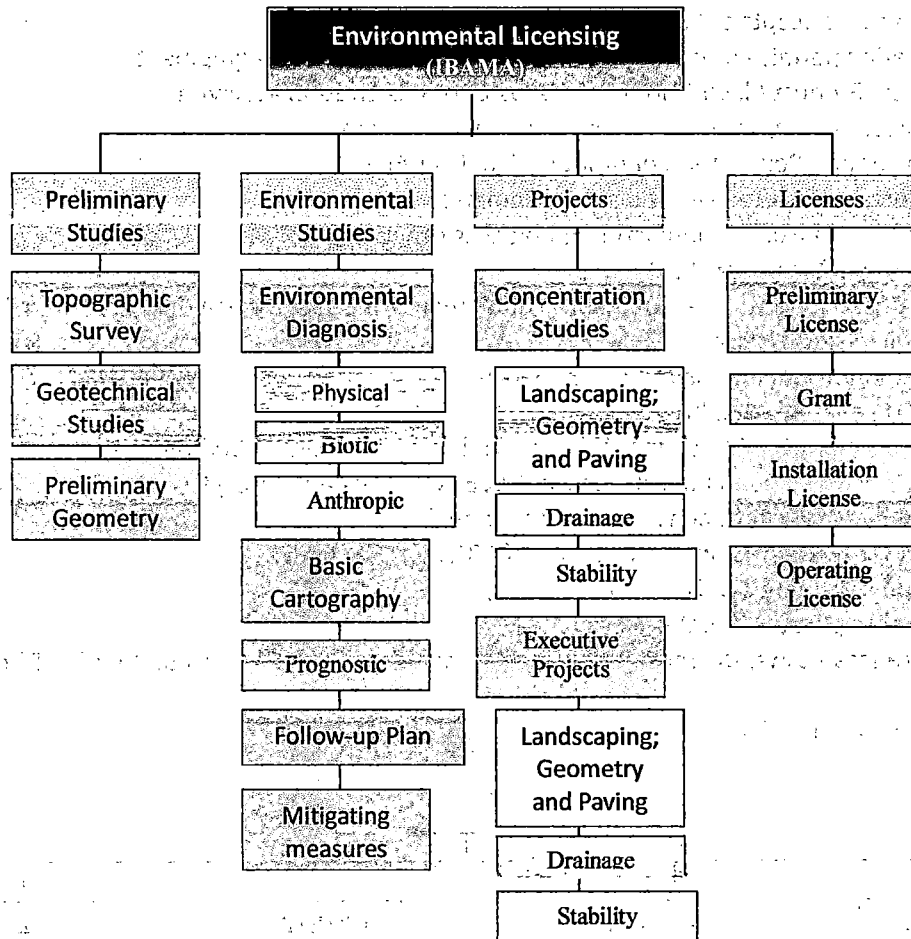 Environmental Licensing
(IBAMA)
Preliminary
Studies
Topographic
Survey
Geotechnical
Studies
Preliminary
Geometry
Environmental
Studies
Environmental
Diagnosis
Physical
Biotic
Anthropic
Basic
Cartography
Prognostic
Follow-up Plan
Mitigating
measures
Projects
Concentration
Studies
Landscaping;
Geometry
and Paving
Drainage
Stability
Executive
Projects
Landscaping;
Geometry
and Paving
Drainage
Stability
Licenses
Preliminary
License
Grant
Installation
License
Operating
License